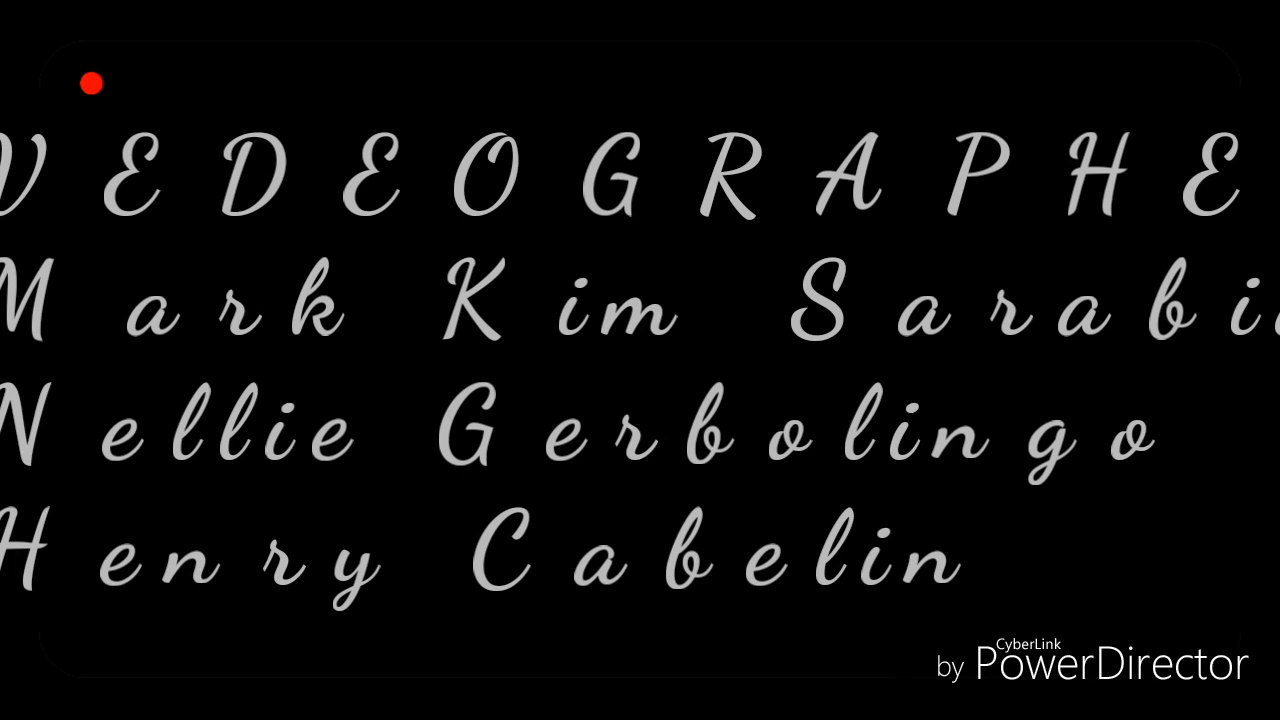 VEDEOGRAPHE
Mark Kim Sarabi
Nellie Gerbolingo
Henry Cabelin
by CyberLink PowerDirector